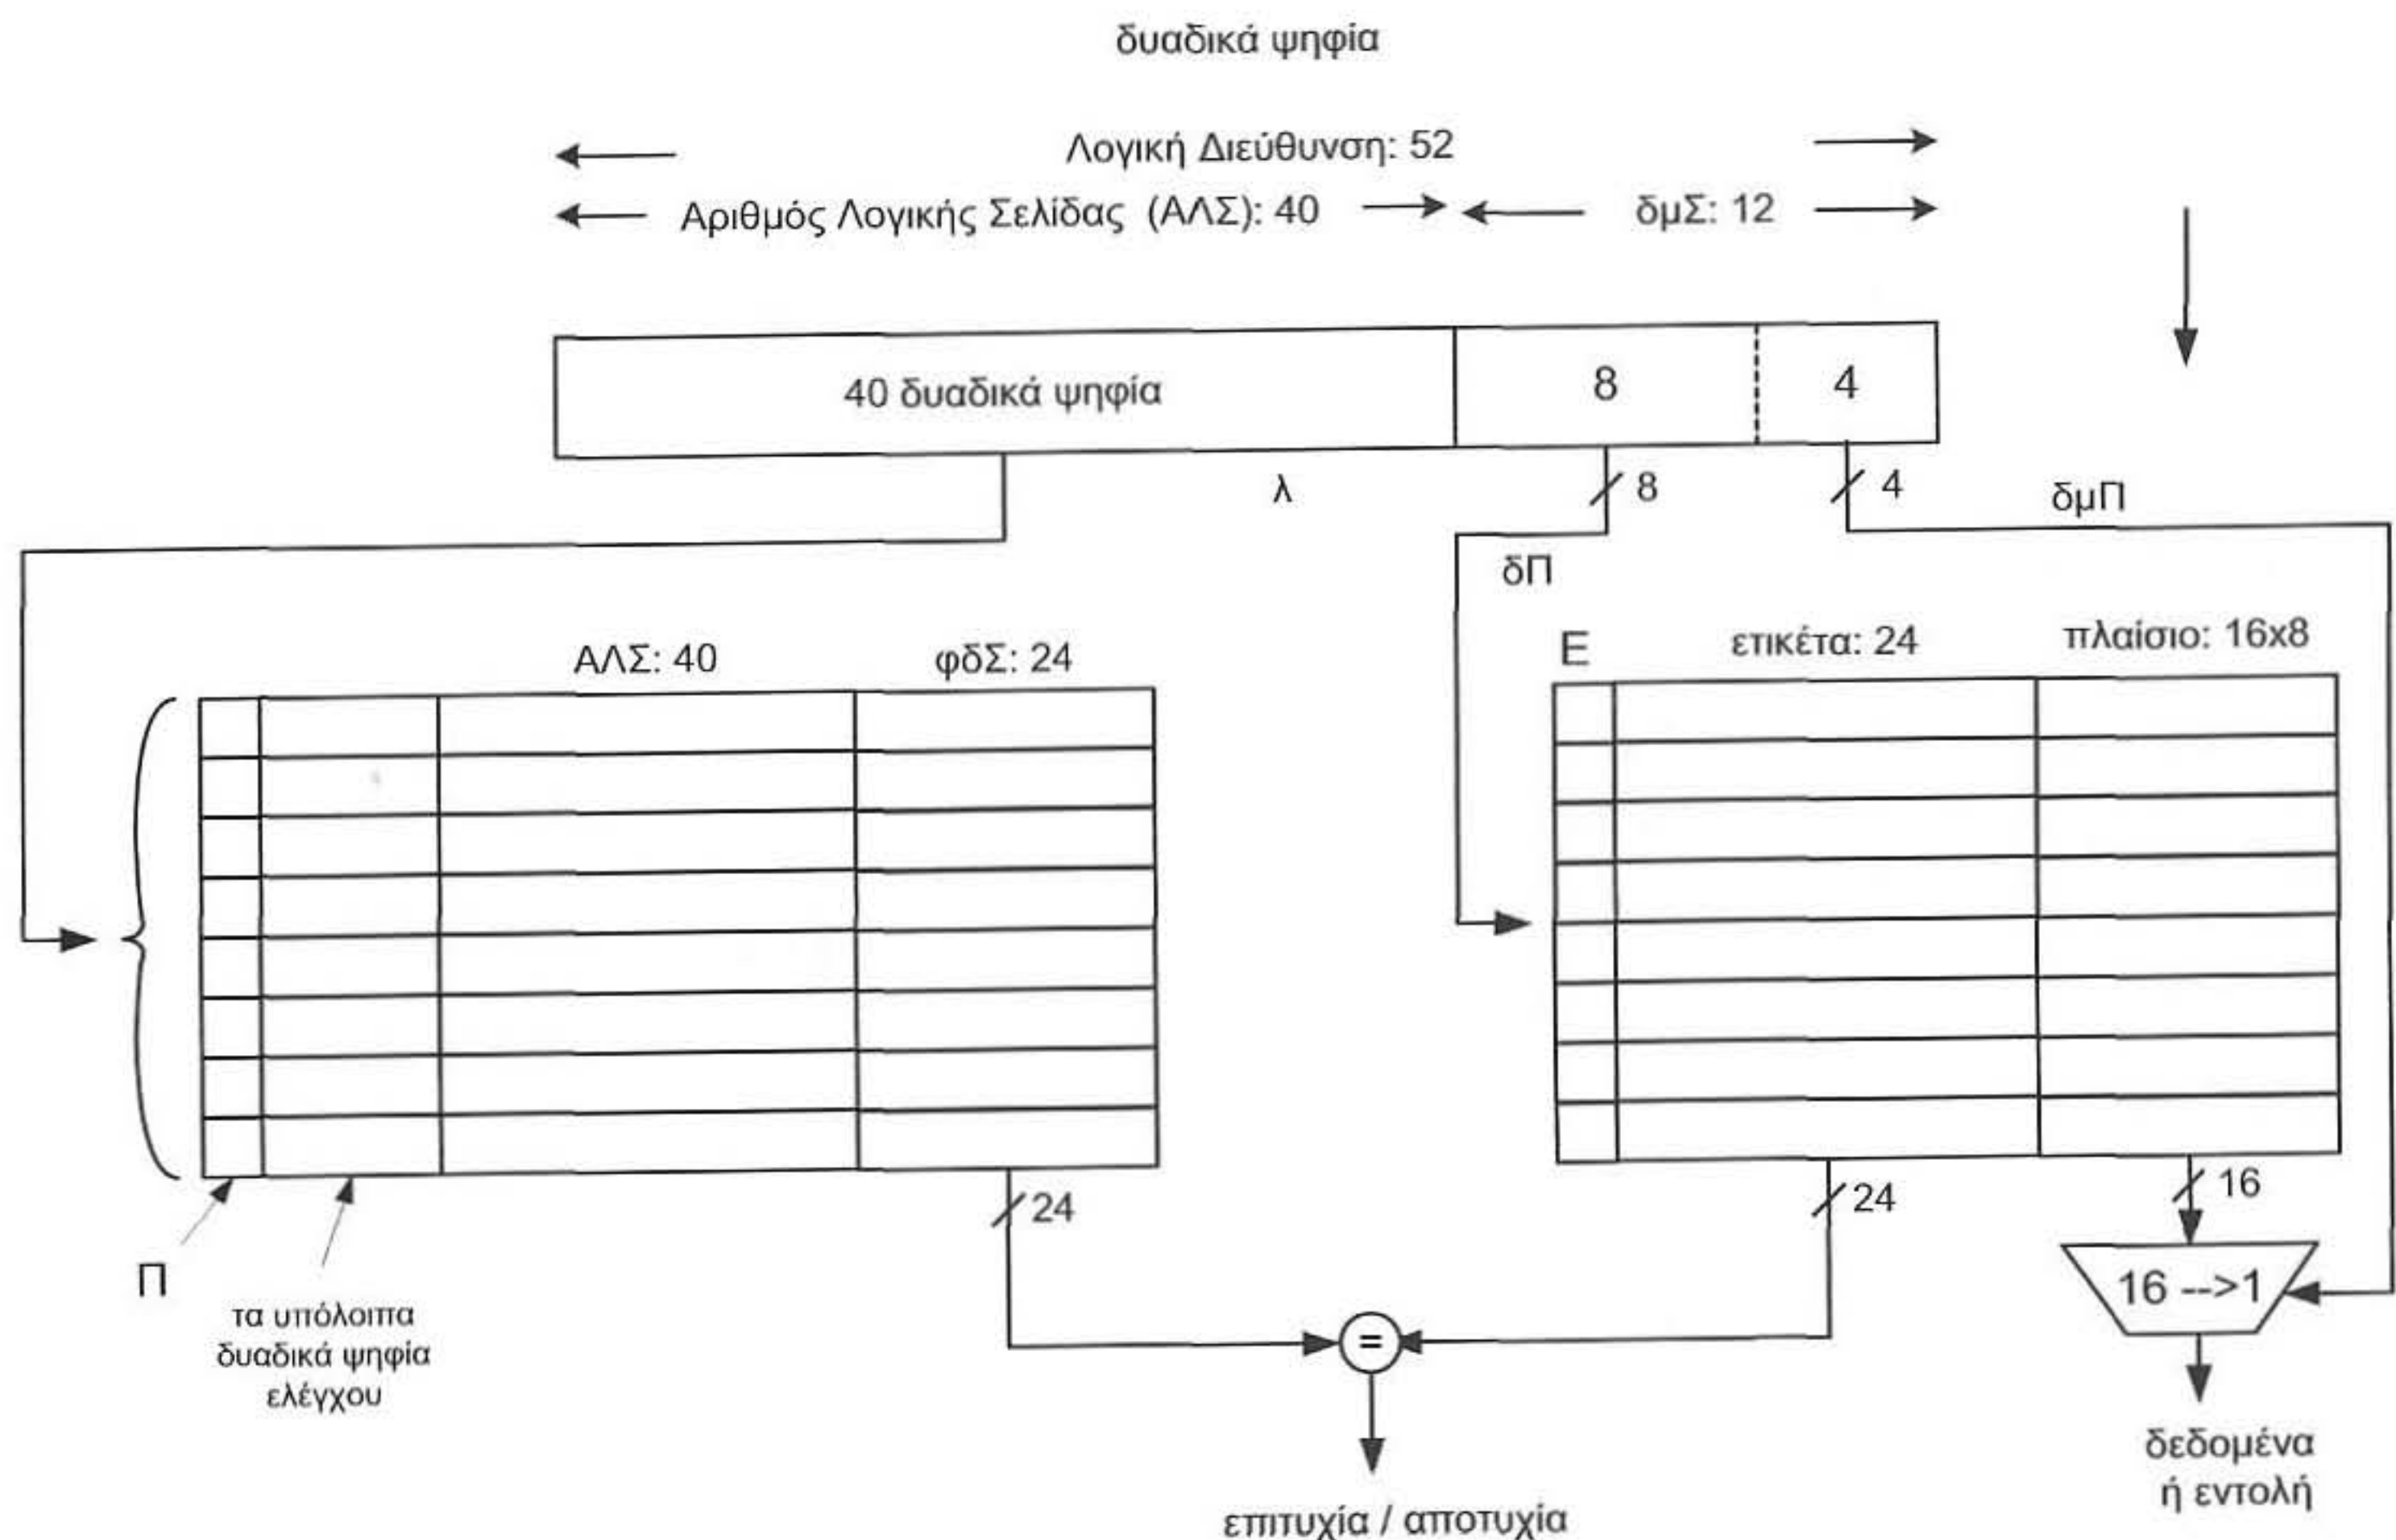 δυαδικά ψηφία
Λογική Διεύθυνση: 52
Αριθμός Λογικής Σελίδας (ΑΛΣ): 40
δμΣ: 12
40 δυαδικά ψηφία
8
4
λ
8
4
δμΠ
δΠ
ΑΛΣ: 40
φδΣ: 24
Ε
ετικέτα: 24
πλαίσιο: 16x8
24
24
16
Π
τα υπόλοιπα
δυαδικά ψηφία
ελέγχου
=
16 -->1
δεδομένα
ή εντολή
επιτυχία / αποτυχία